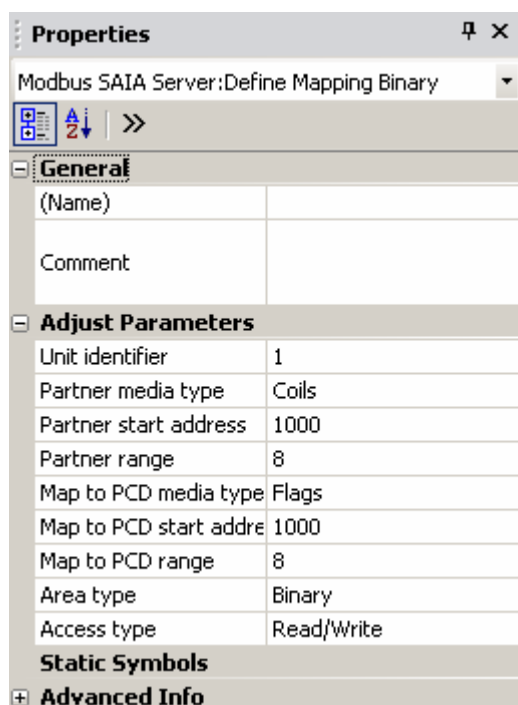 Properties
Modbus SAIA Server:Define Mapping Binary
General
(Name)
Comment
Adjust Parameters
Unit identifier 1
Partner media type Coils
Partner start address 1000
Partner range 8
Map to PCD media type Flags
Map to PCD start addre 1000
Map to PCD range 8
Area type Binary
Access type Read/Write
Static Symbols
Advanced Info